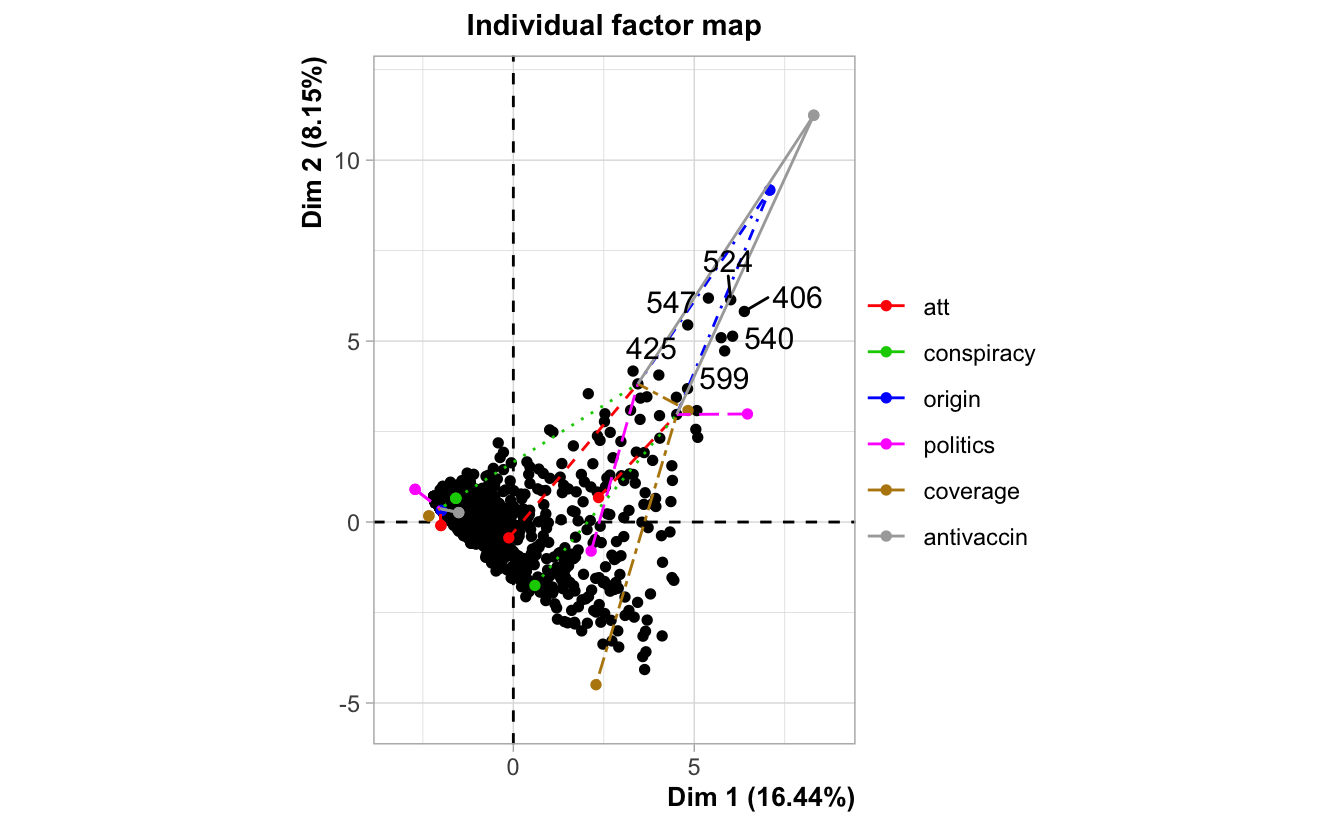 Individual factor map
Dim 2 (8.15%)
10
5
0
-5
524
547
406
425
540
599
0
5
Dim 1 (16.44%)
att
conspiracy
origin
politics
coverage
antivaccin